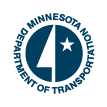 MINNESOTA
DEPARTMENT OF TRANSPORTATION